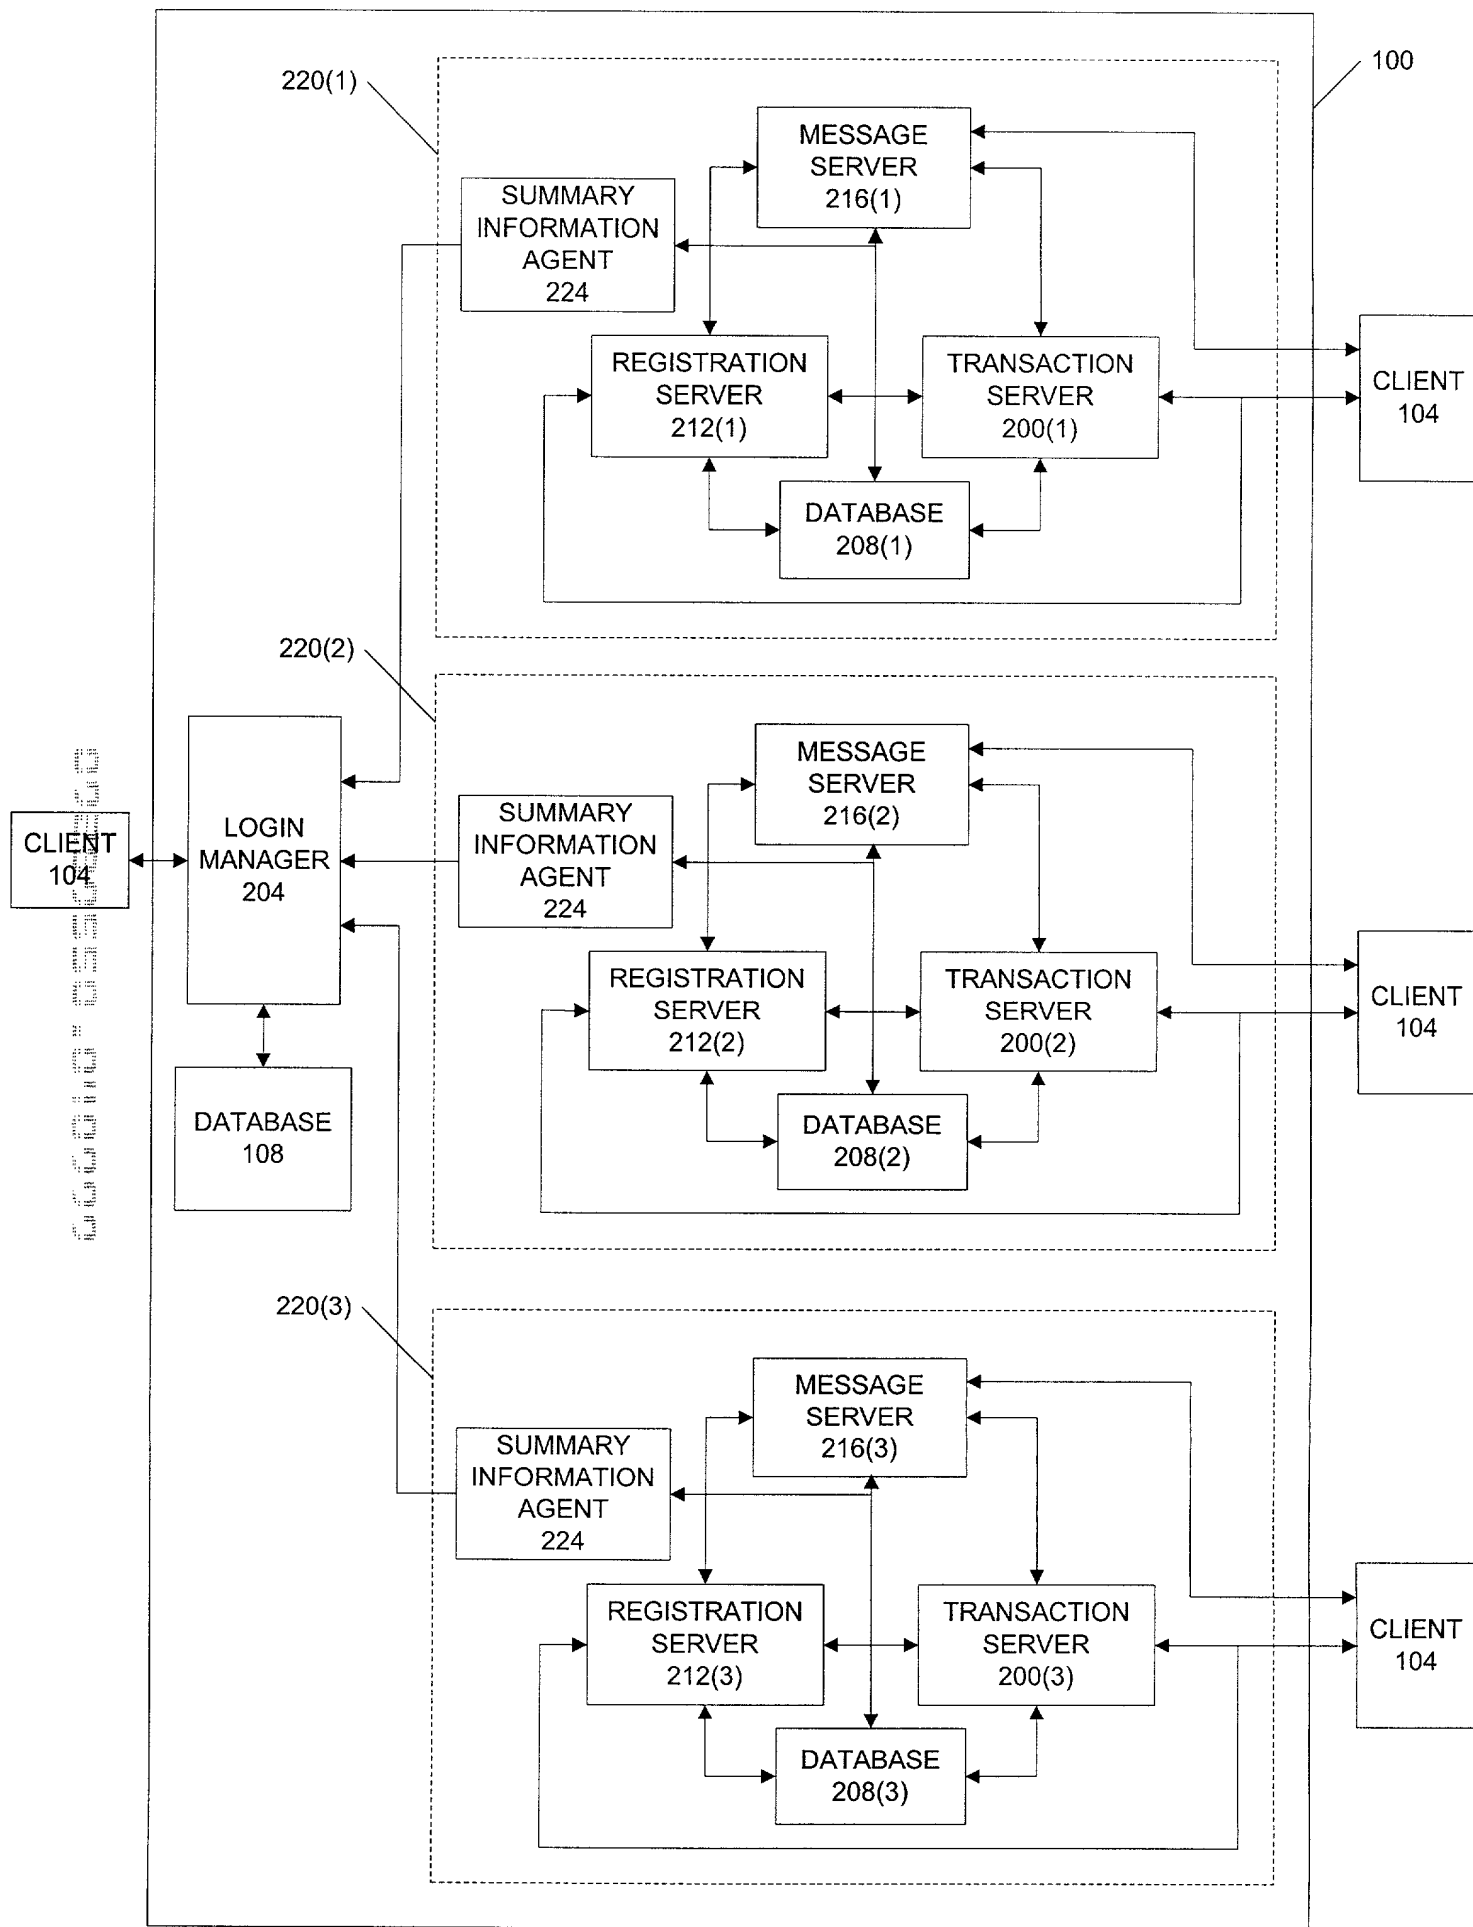 220(1)
100
MESSAGE
SERVER
216(1)
SUMMARY
INFORMATION
AGENT
224
REGISTRATION
SERVER
212(1)
TRANSACTION
SERVER
200(1)
CLIENT
104
DATABASE
208(1)
220(2)
MESSAGE
SERVER
216(2)
SUMMARY
INFORMATION
AGENT
224
LOGIN
MANAGER
204
CLIENT
104
REGISTRATION
SERVER
212(2)
TRANSACTION
SERVER
200(2)
CLIENT
104
DATABASE
108
DATABASE
208(2)
220(3)
MESSAGE
SERVER
216(3)
SUMMARY
INFORMATION
AGENT
224
REGISTRATION
SERVER
212(3)
TRANSACTION
SERVER
200(3)
CLIENT
104
DATABASE
208(3)